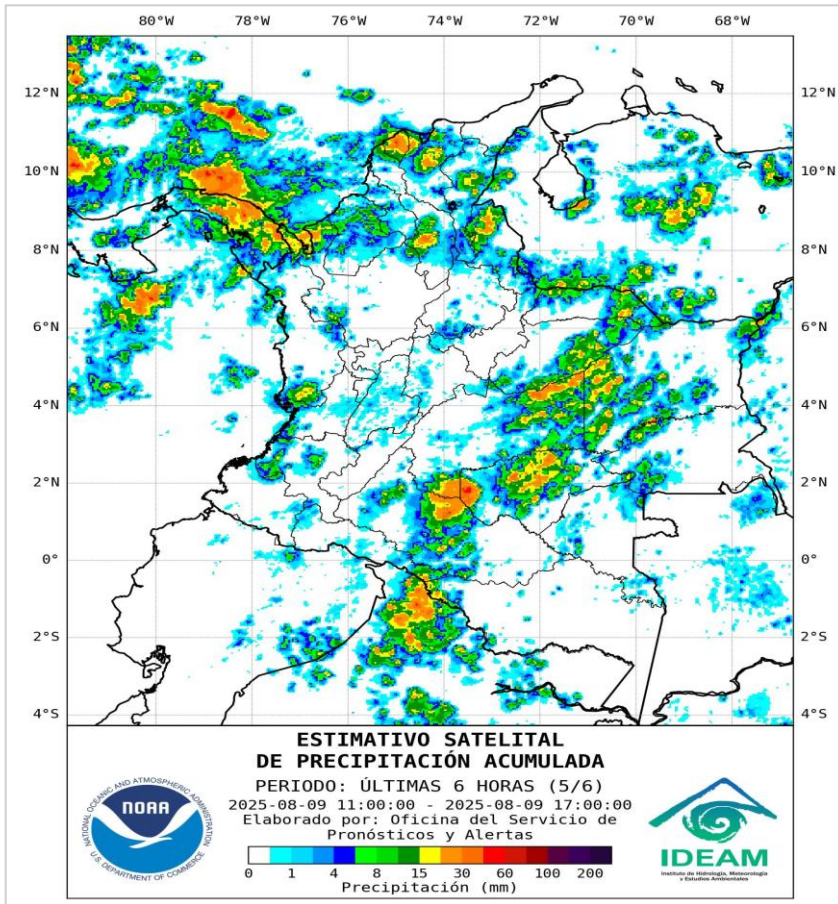 80°W 78°W 76°W 74°W 72°W 70°W 68°W
12°N 12°N
10°N 10°N
8°N 8°N
6°N 6°N
4°N 4°N
2°N 2°N
0° 0°
2°S 2°S
4°S 4°S
ESTIMATIVO SATELITAL
DE PRECIPITACIÓN ACUMULADA
PERIODO: ÚLTIMAS 6 HORAS (5/6)
2025-08-09 11:00:00 - 2025-08-09 17:00:00
Elaborado por: Oficina del Servicio de
Pronósticos y Alertas
0 1 4 8 15 30 60 100 200
Precipitación (mm)
NATIONAL OCEANIC AND ATMOSPHERIC ADMINISTRATION
NOAA
U.S. DEPARTMENT OF COMMERCE
IDEAM
Instituto de Hidrología, Meteorología
y Estudios Ambientales